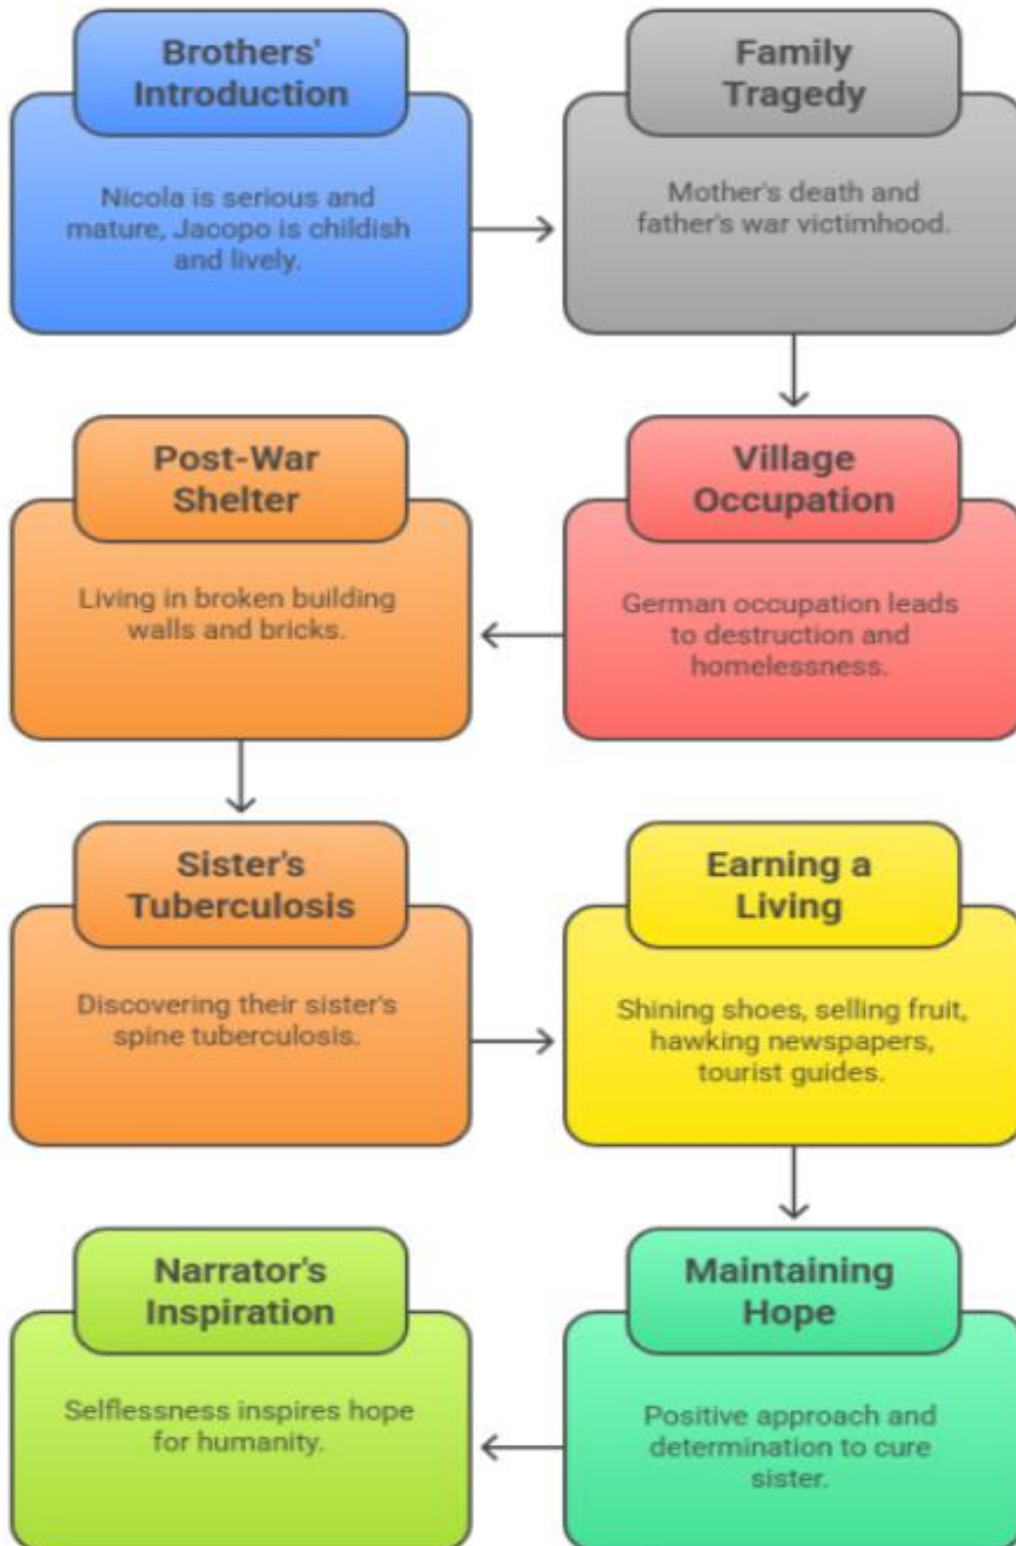 Brothers'
Introduction
Nicola is serious and
mature, Jacopo is childish
and lively.
Family
Tragedy
Mother's death and
father's war victimhood.
Village
Occupation
German occupation leads
to destruction and
homelessness.
Post-War
Shelter
Living in broken building
walls and bricks.
Sister's
Tuberculosis
Discovering their sister's
spine tuberculosis.
Earning a
Living
Shining shoes, selling fruit,
hawking newspapers,
tourist guides.
Maintaining
Hope
Positive approach and
determination to cure
sister.
Narrator's
Inspiration
Selflessness inspires hope
for humanity.